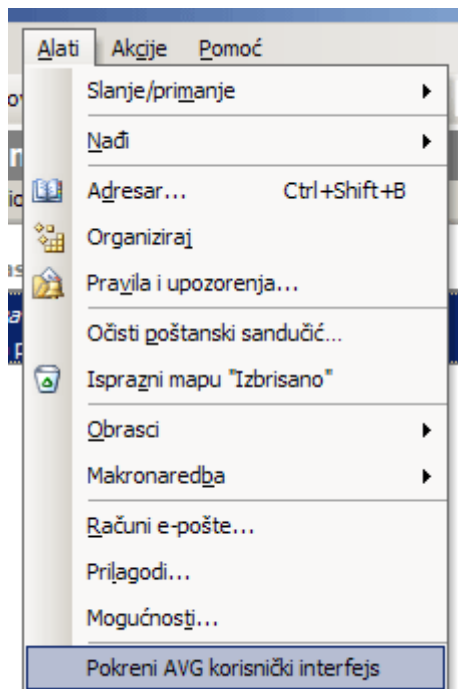 Alati Akcije Pomoć
Slanje/primanje
Nađi
Adresar... Ctrl+Shift+B
Organiziraj
Pravila i upozorenja...
Očisti poštanski sandučić...
Isprazni mapu "Izbrisano"
Obrasci
Makronaredba
Računi e-pošte...
Prilagodi...
Mogućnosti...
Pokreni AVG korisnički interfejs